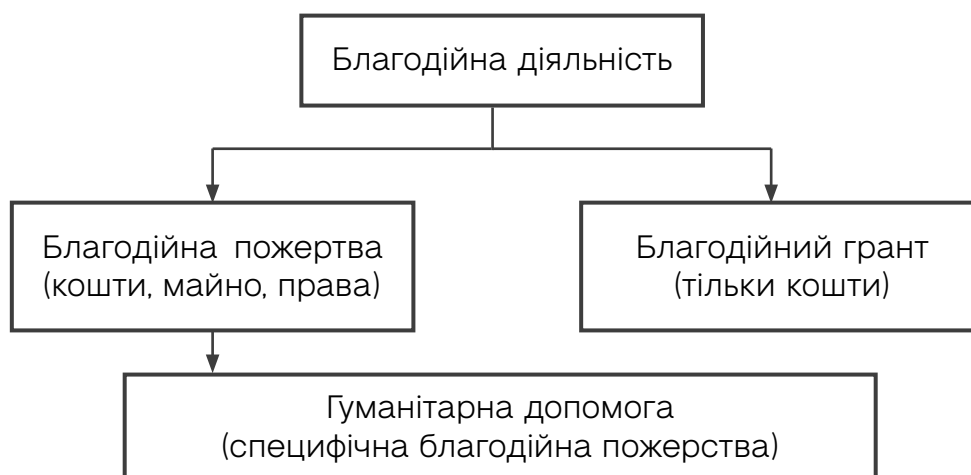 Благодійна діяльність
Благодійна пожертва
(кошти, майно, права)
Благодійний грант
(тільки кошти)
Гуманітарна допомога
(специфічна благодійна пожерства)